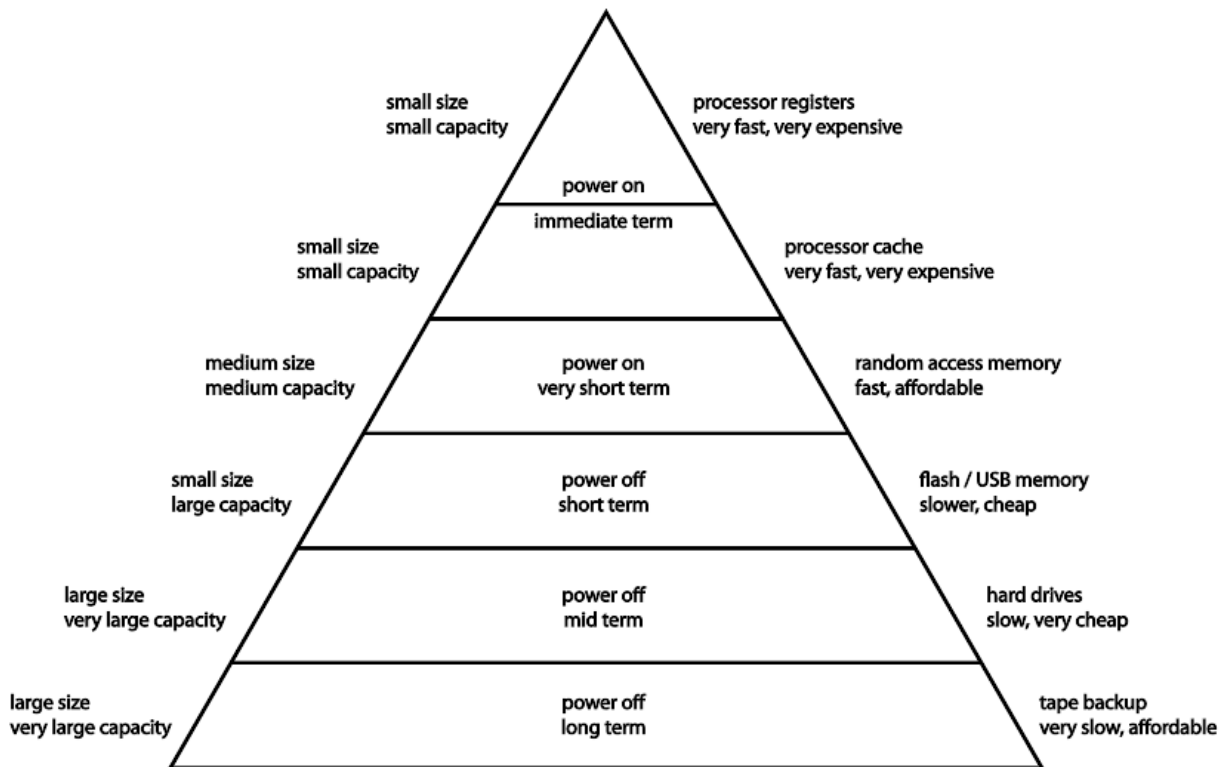 small size
small capacity
processor registers
very fast, very expensive
power on
immediate term
small size
small capacity
processor cache
very fast, very expensive
medium size
medium capacity
power on
very short term
random access memory
fast, affordable
small size
large capacity
power off
short term
flash / USB memory
slower, cheap
large size
very large capacity
power off
mid term
hard drives
slow, very cheap
large size
very large capacity
power off
long term
tape backup
very slow, affordable